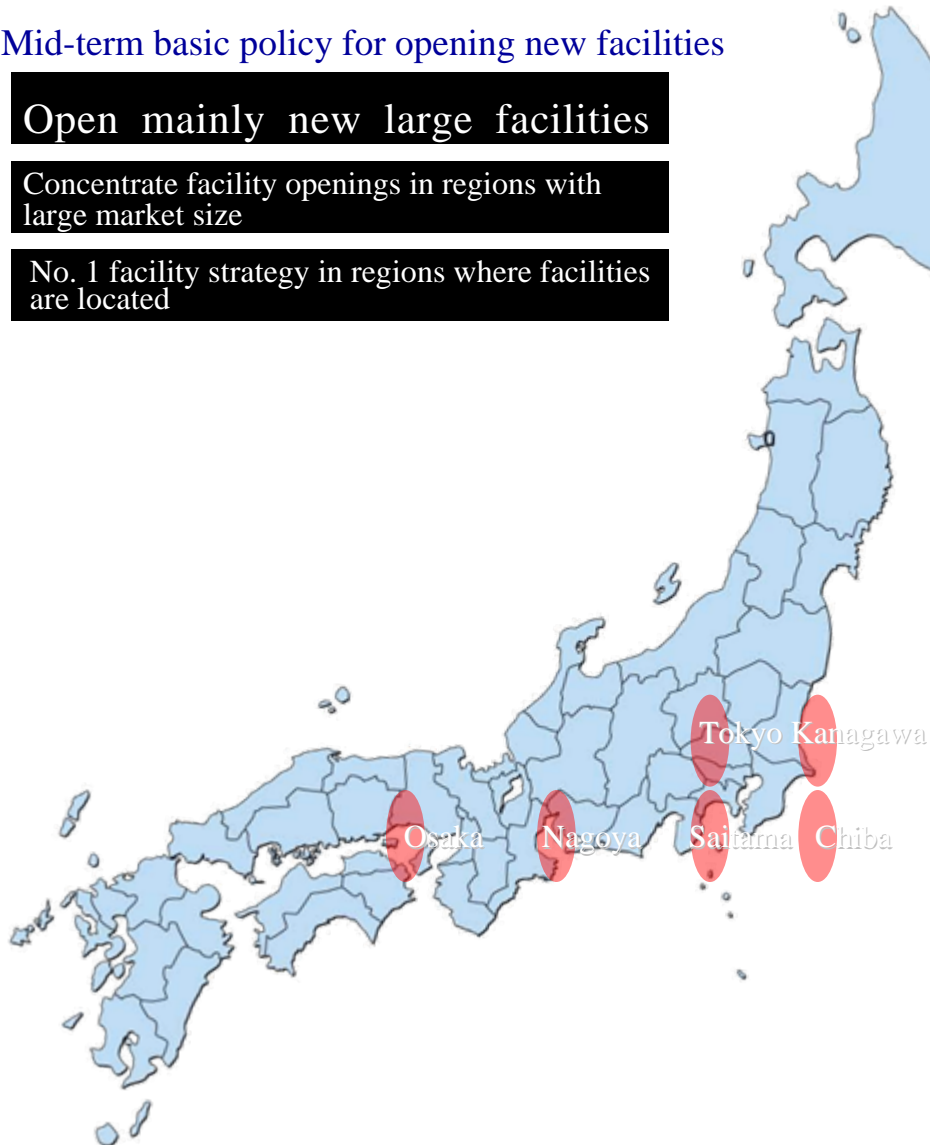 Mid-term basic policy for opening new facilities
Open mainly new large facilities
Concentrate facility openings in regions with
large market size
No. 1 facility strategy in regions where facilities
are located
Tokyo Kanagawa
Osaka Nagoya Saitama Chiba